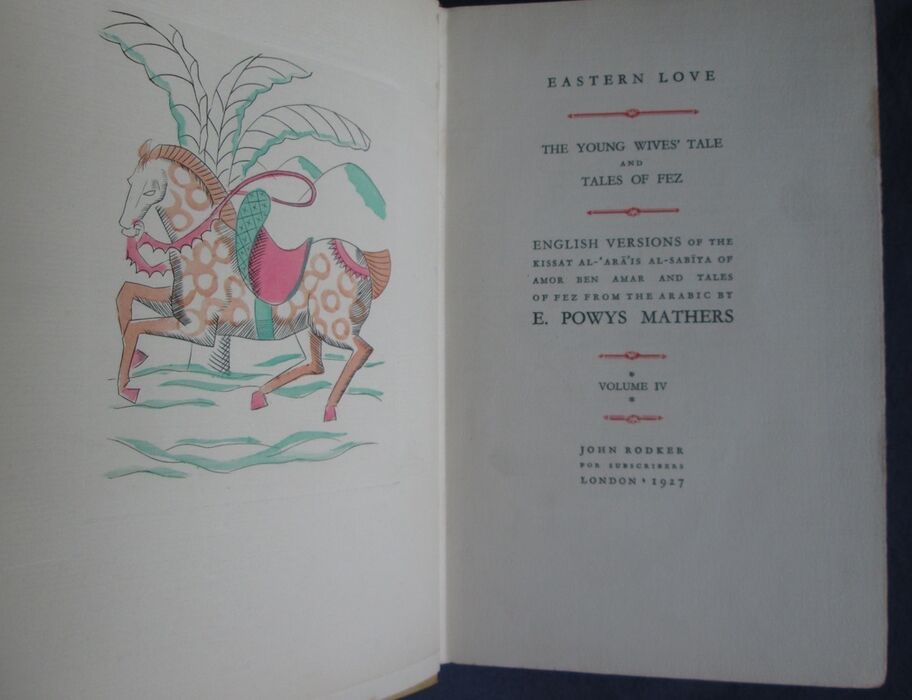 EASTERN LOVE
THE YOUNG WIVES' TALE
AND
TALES OF FEZ
ENGLISH VERSIONS OF THE
KISSAT AL-'ARĀ'IS AL-SABĪYA OF
AMOR BEN AMAR AND TALES
OF FEZ FROM THE ARABIC BY
E. POWYS MATHERS
*
VOLUME IV
*
JOHN RODKER
FOR SUBSCRIBERS
LONDON · 1927